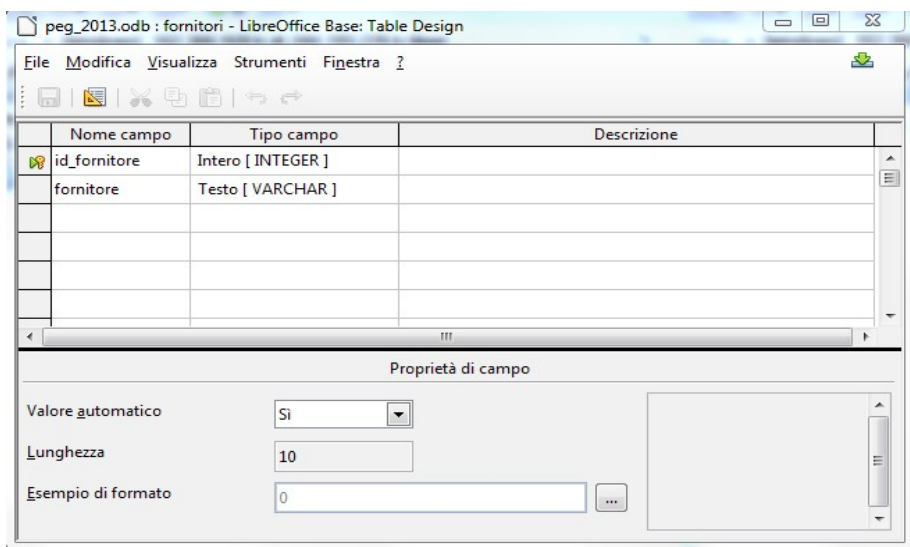 peg_2013.odb : fornitori - LibreOffice Base: Table Design
File Modifica Visualizza Strumenti Finestra ?
Nome campo Tipo campo Descrizione
id_fornitore Intero [ INTEGER ]
fornitore Testo [ VARCHAR ]
Proprietà di campo
Valore automatico Sì
Lunghezza 10
Esempio di formato 0 ...